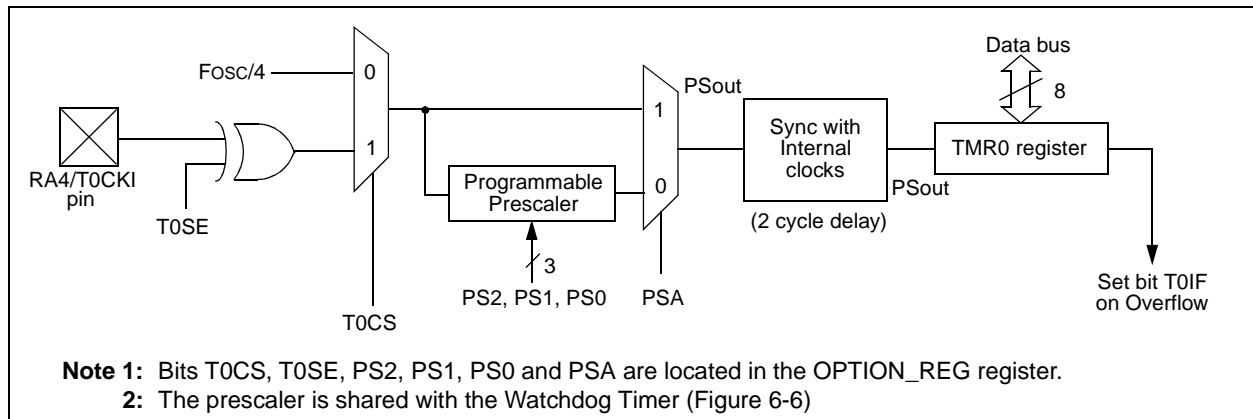 Data bus
FOSC/4
0
PSout
8
1
Sync with
Internal
clocks
TMR0 register
1
RA4/T0CKI
pin
Programmable
Prescaler
0
PSout
T0SE
(2 cycle delay)
3
PS2, PS1, PS0
PSA
Set bit T0IF
on Overflow
T0CS
Note 1: Bits T0CS, T0SE, PS2, PS1, PS0 and PSA are located in the OPTION_REG register.
2: The prescaler is shared with the Watchdog Timer (Figure 6-6)